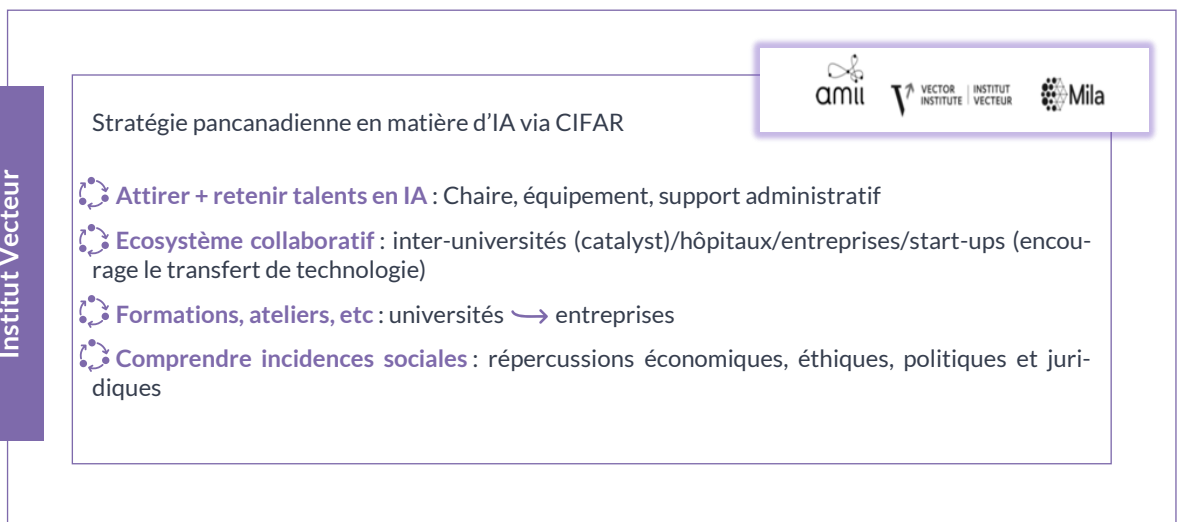 amii
VECTOR INSTITUTE | INSTITUT VECTEUR
Mila
Institut Vecteur
Stratégie pancanadienne en matière d'IA via CIFAR
Attirer + retenir talents en IA : Chaire, équipement, support administratif
Ecosystème collaboratif : inter-universités (catalyst)/hôpitaux/entreprises/start-ups (encou-
rage le transfert de technologie)
Formations, ateliers, etc : universités → entreprises
Comprendre incidences sociales : répercussions économiques, éthiques, politiques et juri-
diques